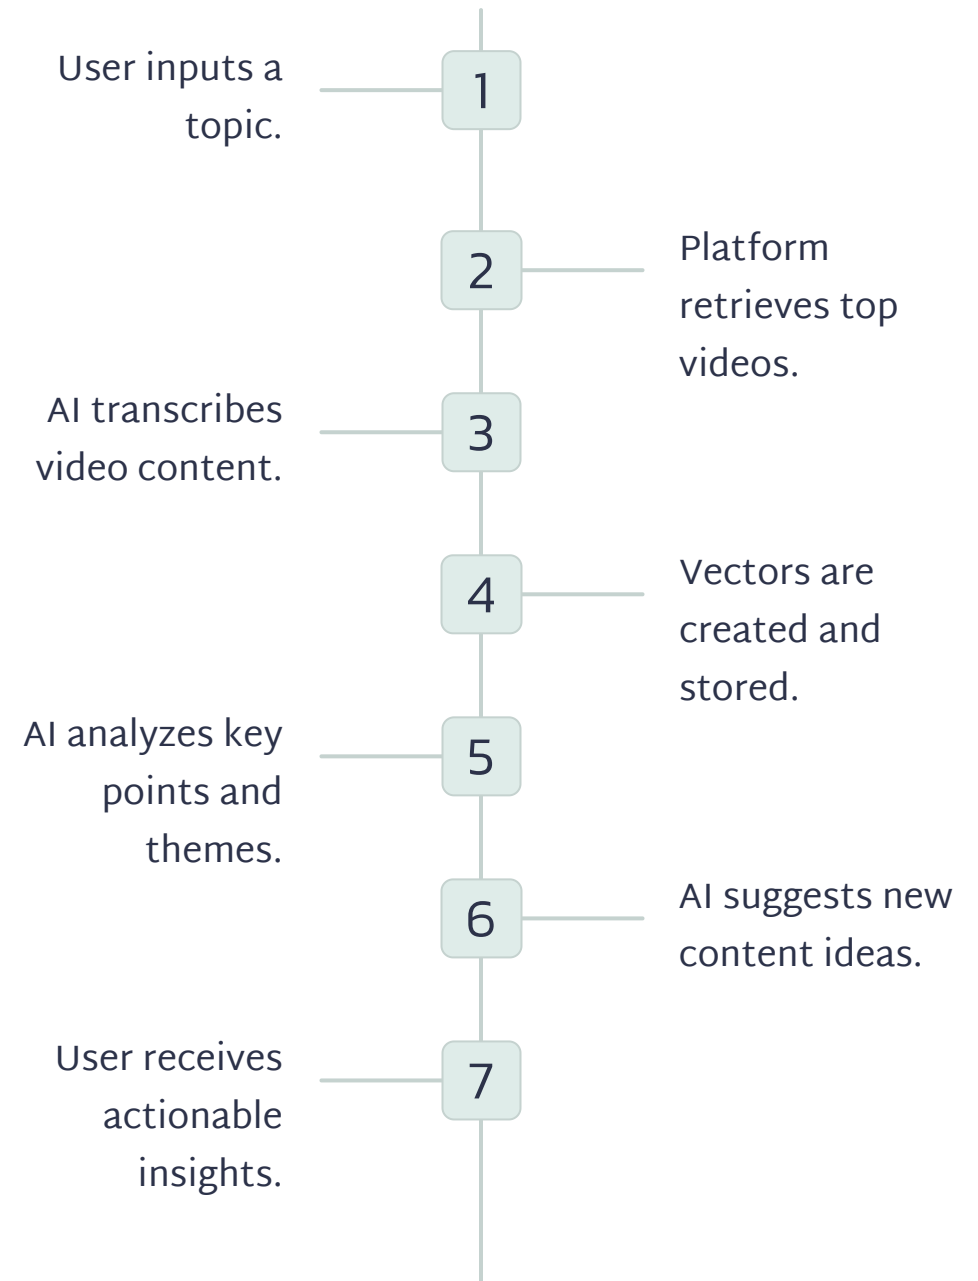 User inputs a
topic.
1
2
Platform
retrieves top
videos.
AI transcribes
video content.
3
4
Vectors are
created and
stored.
AI analyzes key
points and
themes.
5
6
AI suggests new
content ideas.
User receives
actionable
insights.
7